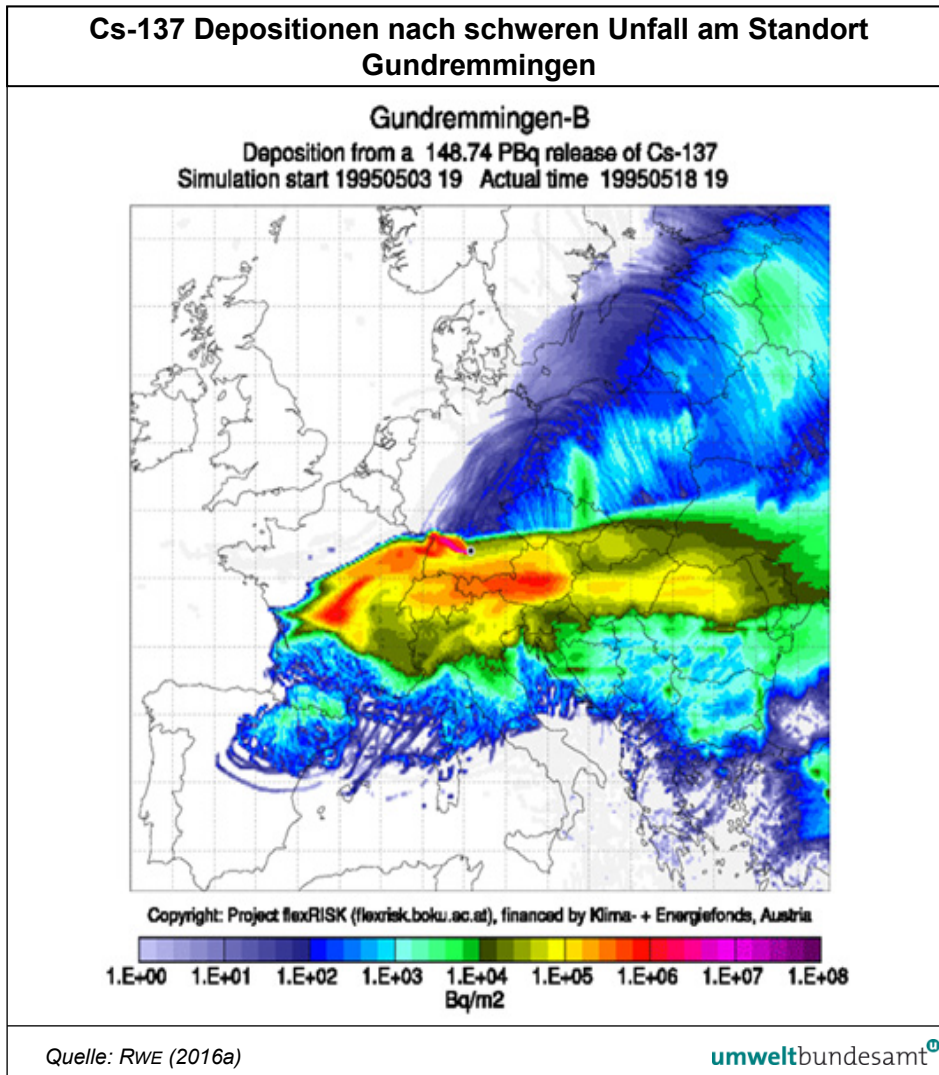 Cs-137 Depositionen nach schweren Unfall am Standort
Gundremmingen
Gundremmingen-B
Deposition from a 148.74 PBq release of Cs-137
Simulation start 19950503 19 Actual time 19950518 19
Copyright: Project flexRISK (flexrisk.boku.ac.at), financed by Klima- + Energiefonds, Austria
1.E+00 1.E+01 1.E+02 1.E+03 1.E+04 1.E+05 1.E+06 1.E+07 1.E+08
Bq/m2
Quelle: RWE (2016a)
umweltbundesamt